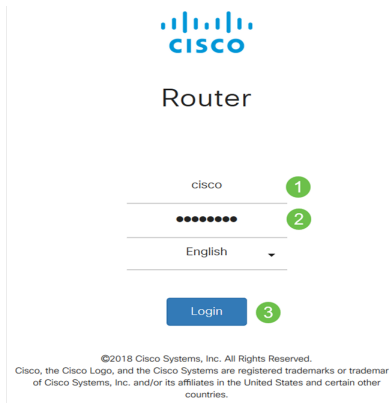 CISCO
Router
cisco
1
●●●●●●●●
2
English
Login
3
©2018 Cisco Systems, Inc. All Rights Reserved.
Cisco, the Cisco Logo, and the Cisco Systems are registered trademarks or trademar
of Cisco Systems, Inc. and/or its affiliates in the United States and certain other
countries.